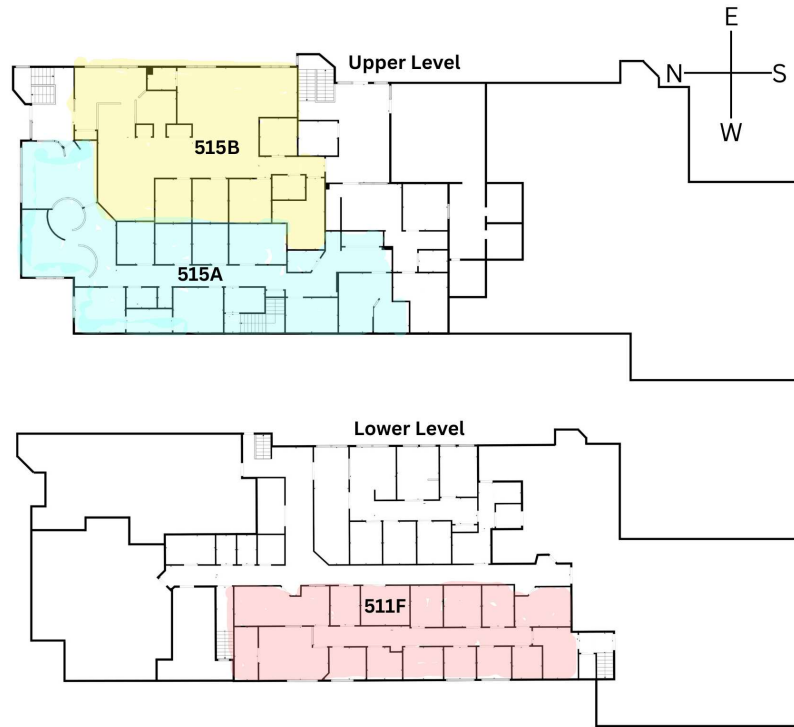 Upper Level
E
N
S
W
515B
515A
Lower Level
511F